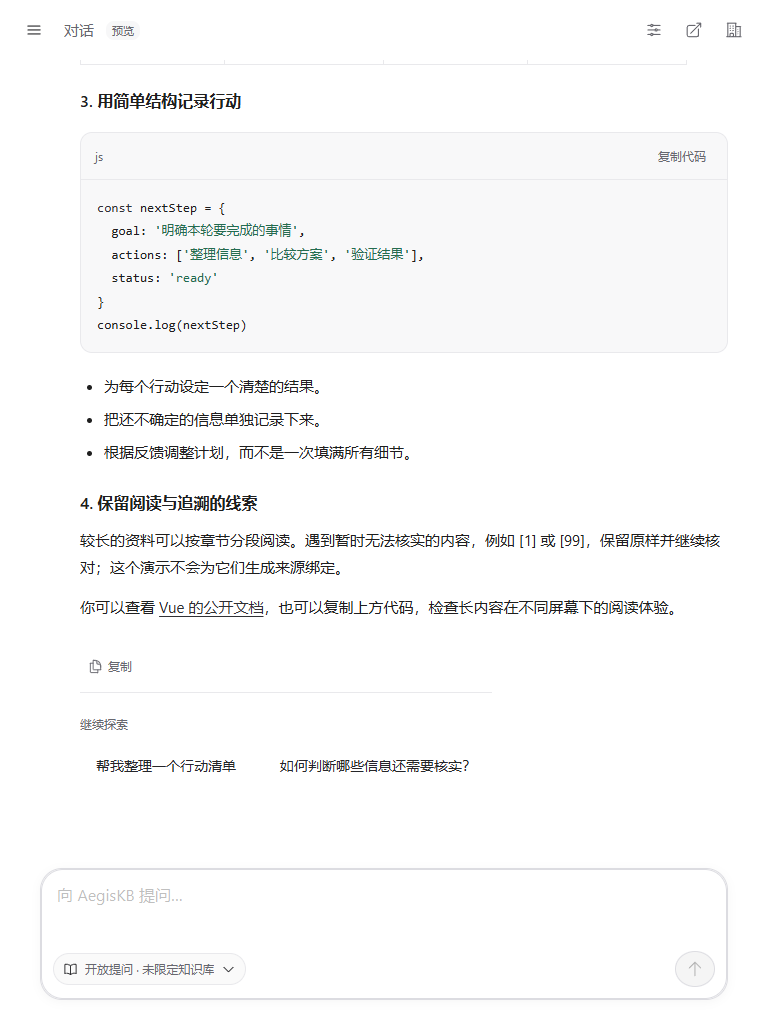 对话 预览
3. 用简单结构记录行动
js 复制代码
const nextStep = {
  goal: '明确本轮要完成的事情',
  actions: ['整理信息', '比较方案', '验证结果'],
  status: 'ready'
}
console.log(nextStep)
• 为每个行动设定一个清楚的结果。
• 把还不确定的信息单独记录下来。
• 根据反馈调整计划，而不是一次填满所有细节。
4. 保留阅读与追溯的线索
较长的资料可以按章节分段阅读。遇到暂时无法核实的内容，例如 [1] 或 [99]，保留原样并继续核
对；这个演示不会为它们生成来源绑定。
你可以查看 Vue 的公开文档，也可以复制上方代码，检查长内容在不同屏幕下的阅读体验。
复制
继续探索
帮我整理一个行动清单 如何判断哪些信息还需要核实？
向 AegisKB 提问...
开放提问 · 未限定知识库